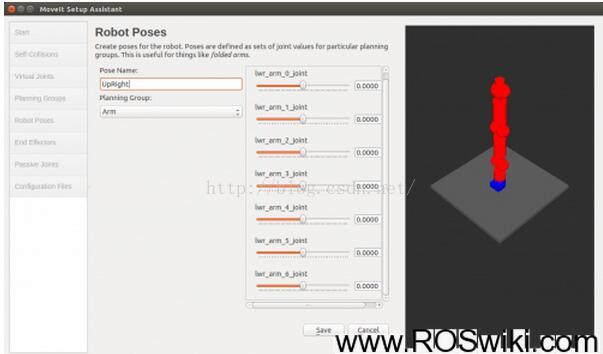 MoveIt Setup Assistant
Start
Self-Collisions
Virtual Joints
Planning Groups
Robot Poses
End Effectors
Passive Joints
Configuration Files
Robot Poses
Create poses for the robot. Poses are defined as sets of joint values for particular planning
groups. This is useful for things like folded arms.
Pose Name:
UpRight
Planning Group:
Arm
lwr_arm_0_joint
0.0000
lwr_arm_1_joint
0.0000
lwr_arm_2_joint
0.0000
lwr_arm_3_joint
0.0000
lwr_arm_4_joint
0.0000
lwr_arm_5_joint
0.0000
lwr_arm_6_joint
0.0000
Save
Cancel
http://blog.csdn.net/
www.ROSwiki.com